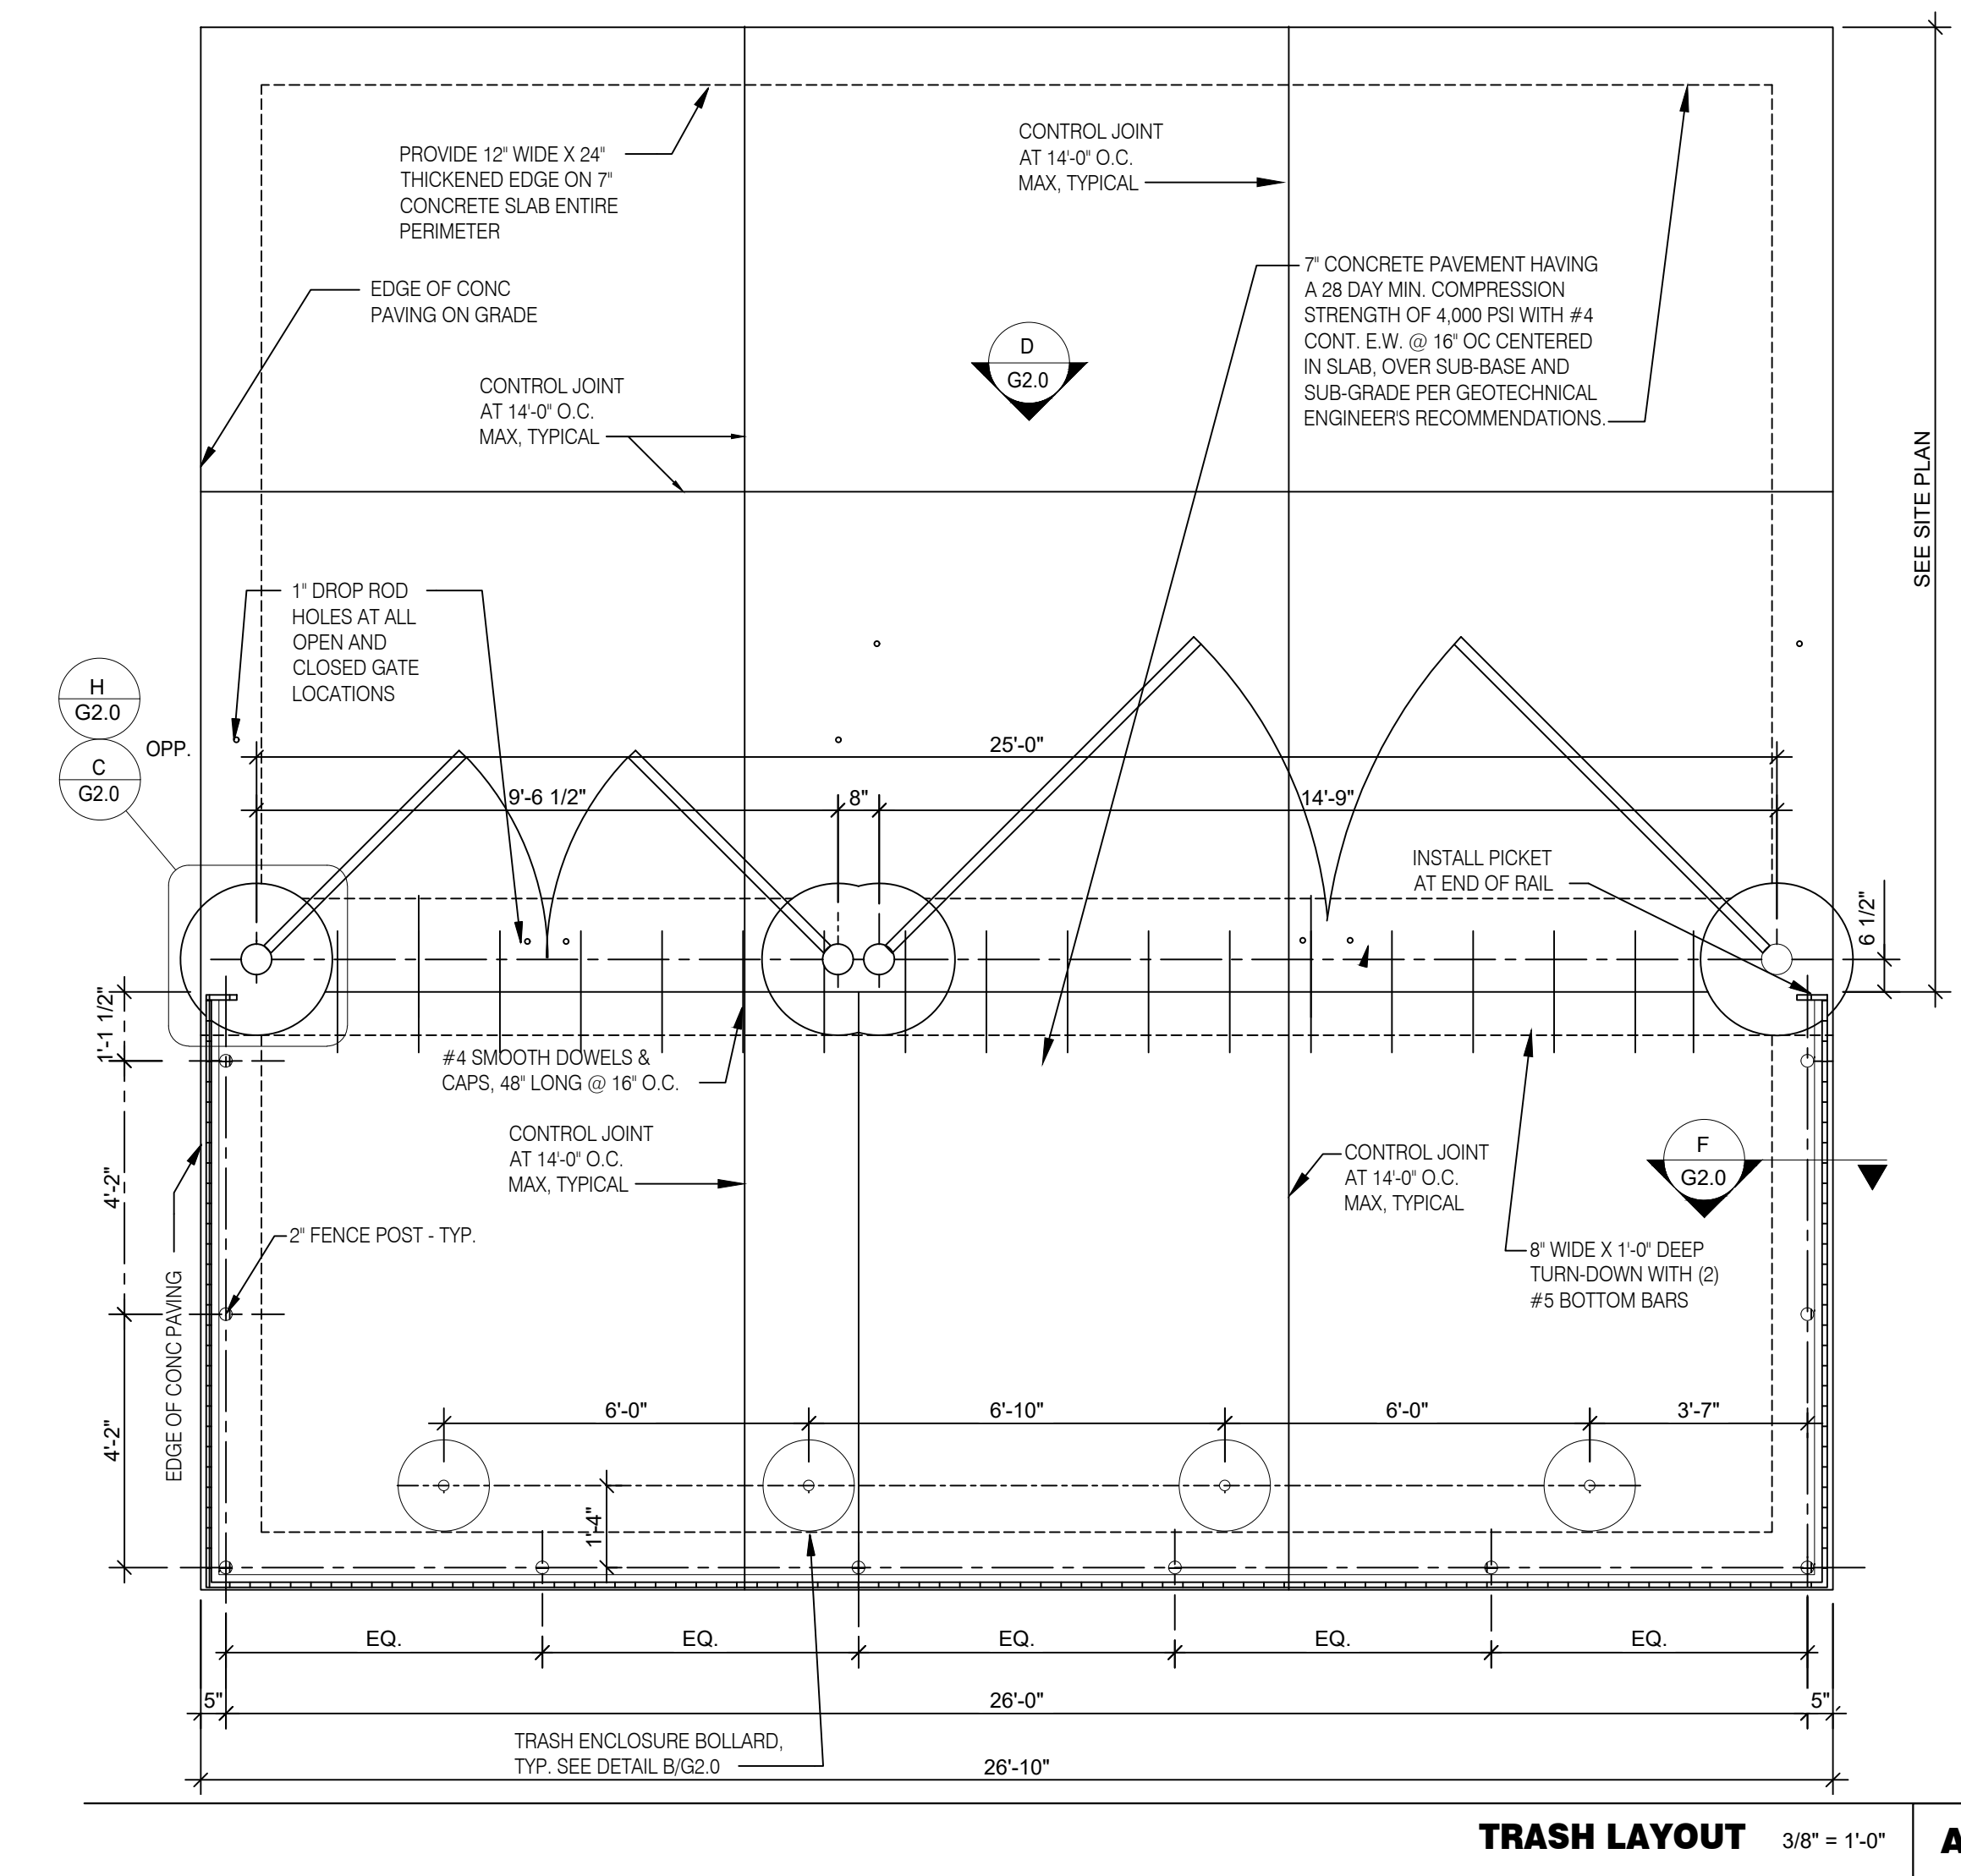 PROVIDE 12" WIDE X 24"
THICKENED EDGE ON 7"
CONCRETE SLAB ENTIRE
PERIMETER
CONTROL JOINT
AT 14'-0" O.C.
MAX, TYPICAL
EDGE OF CONC
PAVING ON GRADE
7" CONCRETE PAVEMENT HAVING
A 28 DAY MIN. COMPRESSION
STRENGTH OF 4,000 PSI WITH #4
CONT. E.W. @ 16" OC CENTERED
IN SLAB, OVER SUB-BASE AND
SUB-GRADE PER GEOTECHNICAL
ENGINEER'S RECOMMENDATIONS.
D
G2.0
CONTROL JOINT
AT 14'-0" O.C.
MAX, TYPICAL
SEE SITE PLAN
1" DROP ROD
HOLES AT ALL
OPEN AND
CLOSED GATE
LOCATIONS
H
G2.0
OPP.
C
G2.0
25'-0"
9'-6 1/2"
8"
14'-9"
INSTALL PICKET
AT END OF RAIL
6 1/2"
1'-1 1/2"
#4 SMOOTH DOWELS &
CAPS, 48" LONG @ 16" O.C.
CONTROL JOINT
AT 14'-0" O.C.
MAX, TYPICAL
CONTROL JOINT
AT 14'-0" O.C.
MAX, TYPICAL
F
G2.0
4'-2"
2" FENCE POST - TYP.
8" WIDE X 1'-0" DEEP
TURN-DOWN WITH (2)
#5 BOTTOM BARS
EDGE OF CONC PAVING
4'-2"
6'-0"
6'-10"
6'-0"
3'-7"
1'-4"
EQ.
EQ.
EQ.
EQ.
EQ.
5"
26'-0"
5"
TRASH ENCLOSURE BOLLARD,
TYP. SEE DETAIL B/G2.0
26'-10"
TRASH LAYOUT
3/8" = 1'-0"
A